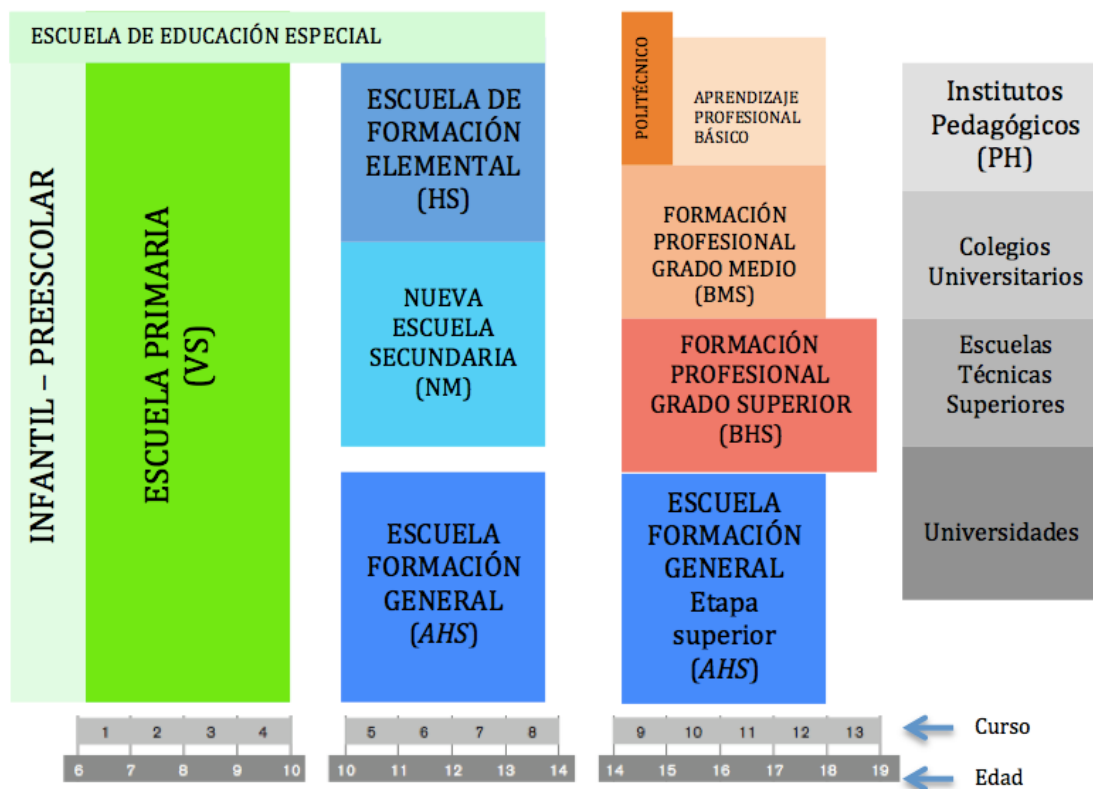 ESCUELA DE EDUCACIÓN ESPECIAL
INFANTIL – PREESCOLAR
ESCUELA PRIMARIA
(VS)
ESCUELA DE
FORMACIÓN
ELEMENTAL
(HS)
NUEVA
ESCUELA
SECUNDARIA
(NM)
ESCUELA
FORMACIÓN
GENERAL
(AHS)
POLITÉCNICO
APRENDIZAJE
PROFESIONAL
BÁSICO
FORMACIÓN
PROFESIONAL
GRADO MEDIO
(BMS)
FORMACIÓN
PROFESIONAL
GRADO SUPERIOR
(BHS)
ESCUELA
FORMACIÓN
GENERAL
Etapa
superior
(AHS)
Institutos
Pedagógicos
(PH)
Colegios
Universitarios
Escuelas
Técnicas
Superiores
Universidades
1 2 3 4 5 6 7 8 9 10 11 12 13 Curso
6 7 8 9 10 10 11 12 13 14 14 15 16 17 18 19 Edad